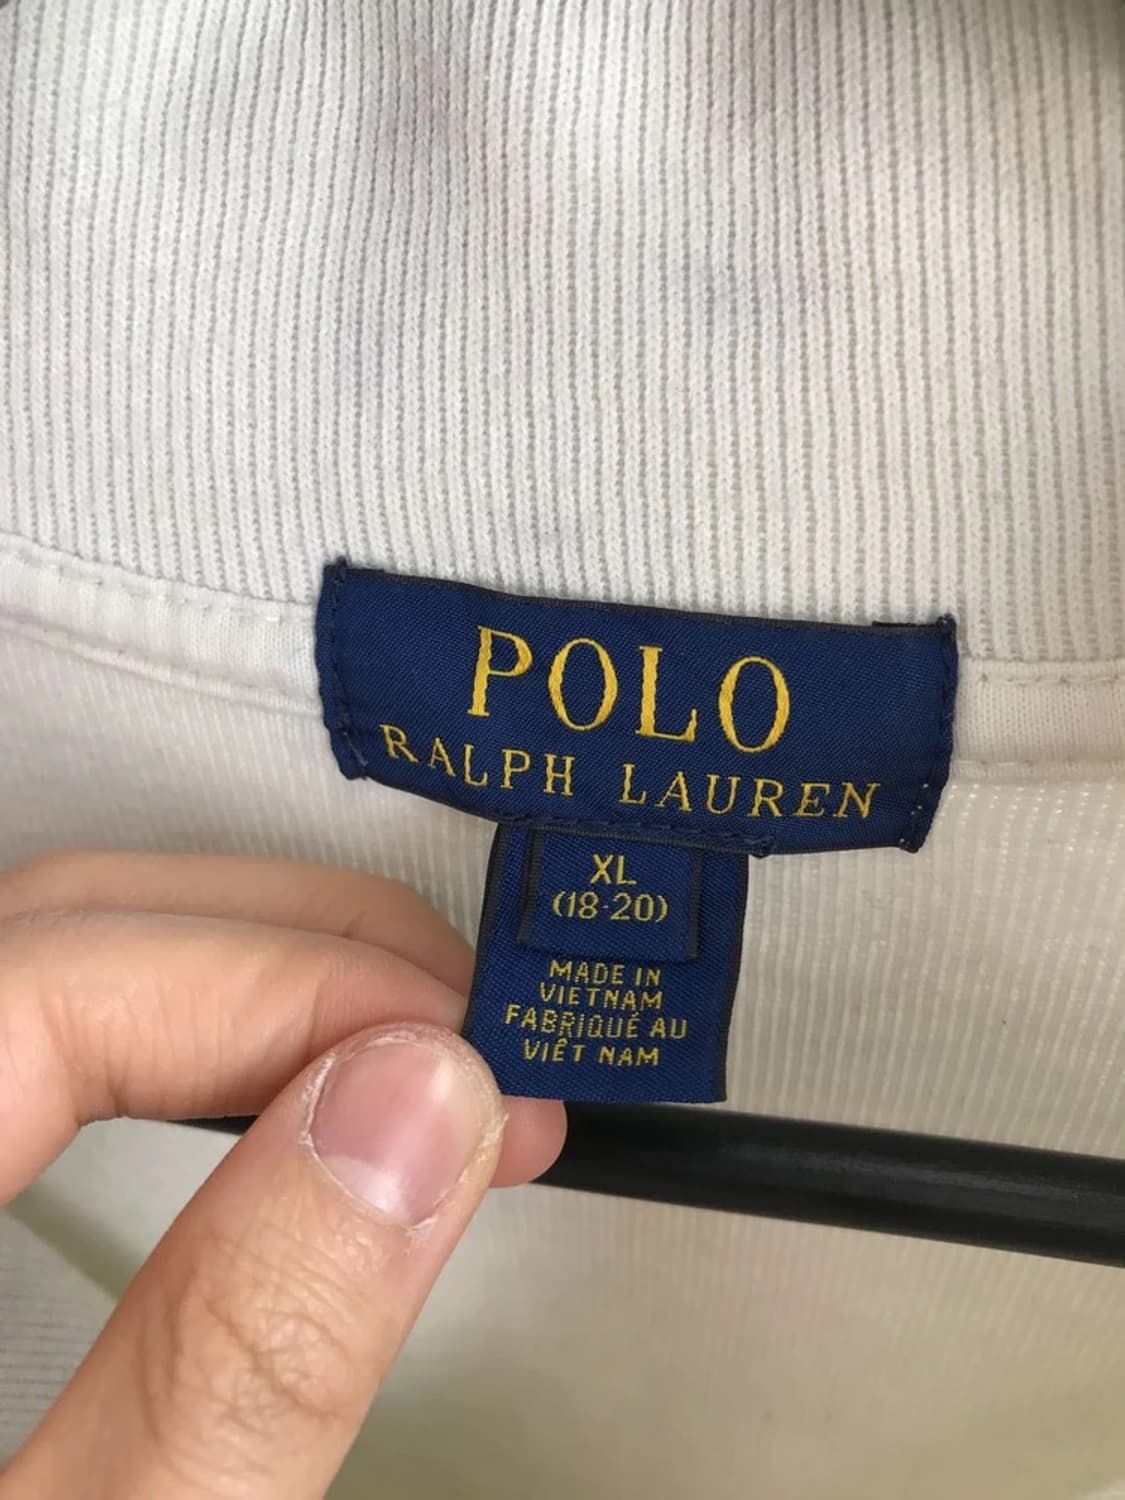 POLO
RALPH LAUREN
XL
(18-20)
MADE IN
VIETNAM
FABRIQUÉ AU
VIÊT NAM